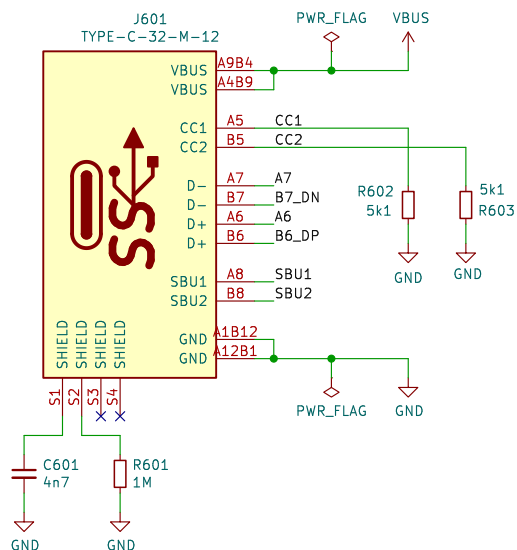 J601
TYPE-C-32-M-12
PWR_FLAG
VBUS
VBUS A9B4
VBUS A4B9
CC1 A5 CC1
CC2 B5 CC2
D- A7 A7
D- B7 B7_DN
D+ A6 A6
D+ B6 B6_DP
R602
5k1
5k1
R603
GND
GND
SS
SBU1 A8 SBU1
SBU2 B8 SBU2
GND A1B12
GND A12B1
SHIELD SHIELD SHIELD SHIELD
S1 S2 S3 S4
PWR_FLAG
GND
C601
4n7
R601
1M
GND
GND